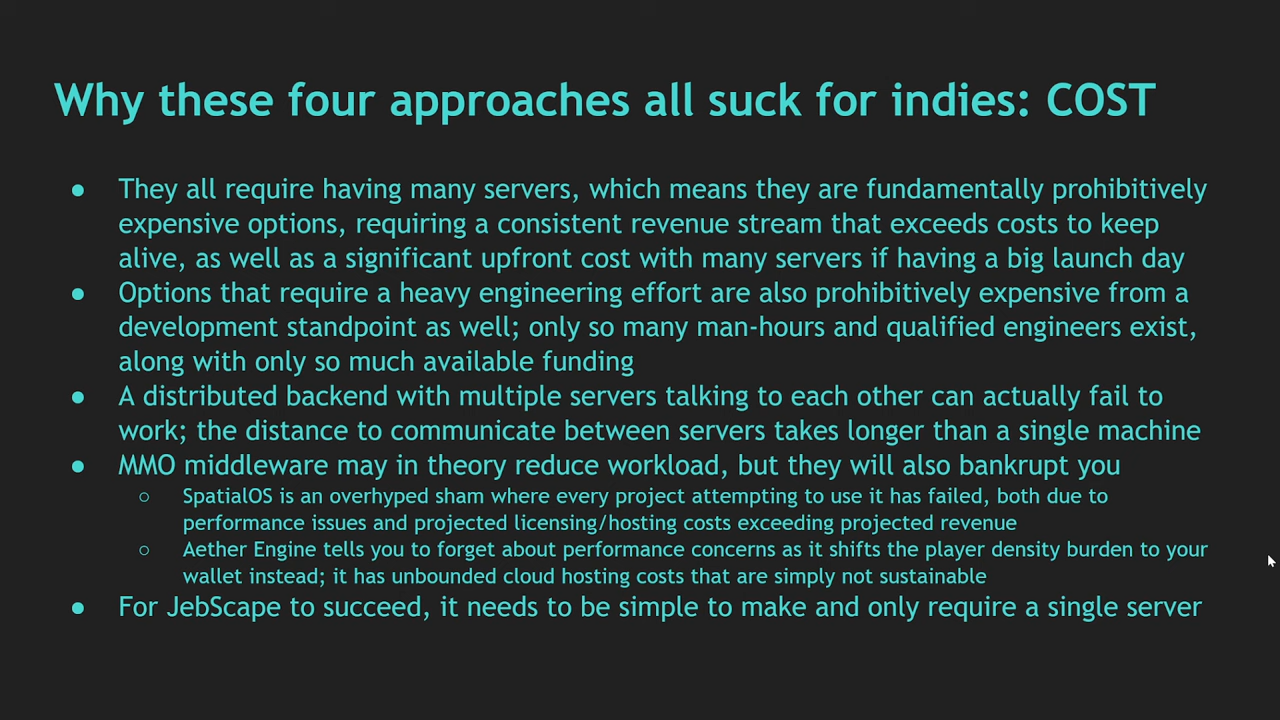 Why these four approaches all suck for indies: COST
● They all require having many servers, which means they are fundamentally prohibitively
expensive options, requiring a consistent revenue stream that exceeds costs to keep
alive, as well as a significant upfront cost with many servers if having a big launch day
● Options that require a heavy engineering effort are also prohibitively expensive from a
development standpoint as well; only so many man-hours and qualified engineers exist,
along with only so much available funding
● A distributed backend with multiple servers talking to each other can actually fail to
work; the distance to communicate between servers takes longer than a single machine
● MMO middleware may in theory reduce workload, but they will also bankrupt you
○ SpatialOS is an overhyped sham where every project attempting to use it has failed, both due to
performance issues and projected licensing/hosting costs exceeding projected revenue
○ Aether Engine tells you to forget about performance concerns as it shifts the player density burden to your
wallet instead; it has unbounded cloud hosting costs that are simply not sustainable
● For JebScape to succeed, it needs to be simple to make and only require a single server